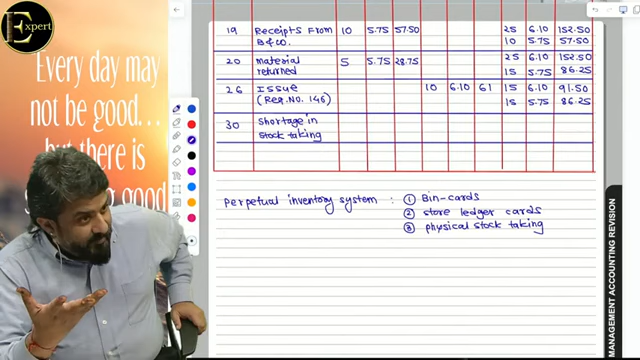 Expert
Every day may
not be good...
but there is
good
19 Receipts From B & Co. 10 5.75 57.50 25 6.10 152.50
10 5.75 57.50
20 material returned 5 5.75 28.75 25 6.10 152.50
15 5.75 86.25
26 Issue (Req. No. 146) 10 6.10 61 15 6.10 91.50
15 5.75 86.25
30 Shortage in stock taking
Perpetual inventory system : ① Bin-cards
② store ledger cards
③ physical stock taking
MANAGEMENT ACCOUNTING REVISION